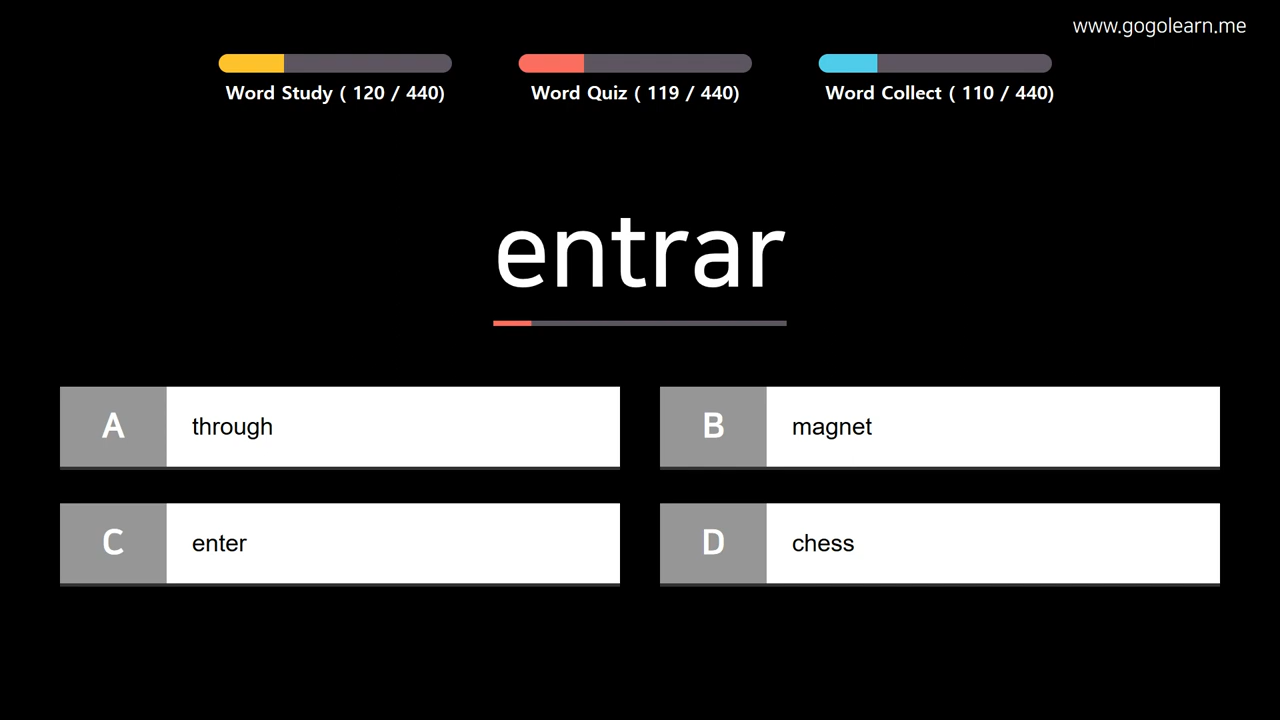 www.gogolearn.me
Word Study ( 120 / 440)
Word Quiz ( 119 / 440)
Word Collect ( 110 / 440)
entrar
A through
B magnet
C enter
D chess